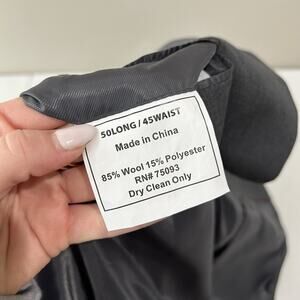 50LONG / 45WAIST
Made in China
85% Wool 15% Polyester
RN# 75093
Dry Clean Only